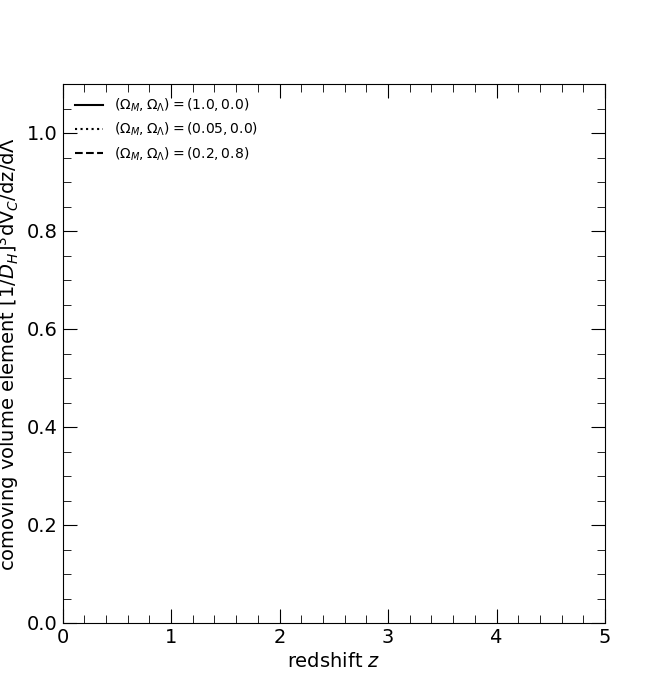 (Ω_M, Ω_Λ) = (1.0, 0.0)
(Ω_M, Ω_Λ) = (0.05, 0.0)
(Ω_M, Ω_Λ) = (0.2, 0.8)
comoving volume element [1/D_H]^3 dV_C/dz/dΛ
1.0
0.8
0.6
0.4
0.2
0.0
0 1 2 3 4 5
redshift z